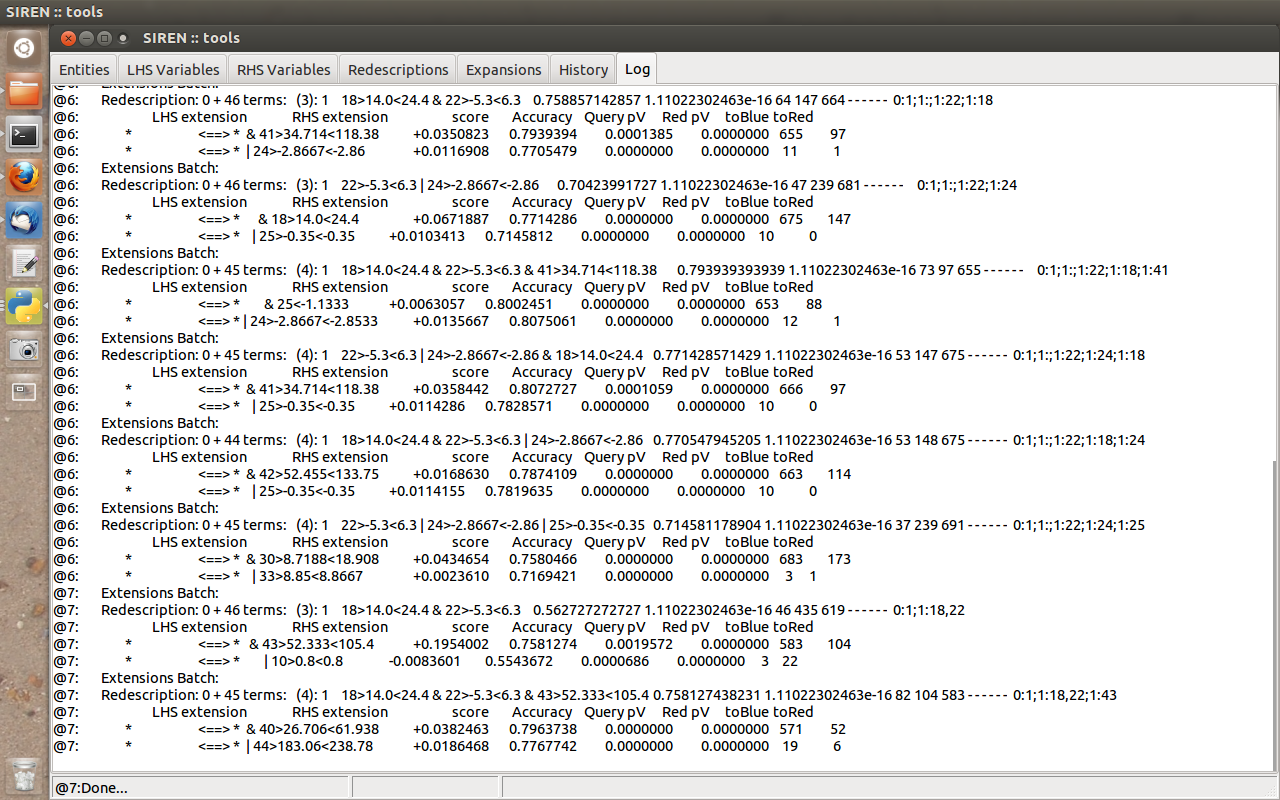 SIREN :: tools
SIREN :: tools
Entities LHS Variables RHS Variables Redescriptions Expansions History Log
@6: Extensions Batch:
@6: Redescription: 0 + 46 terms: (3): 1 18>14.0<24.4 & 22>-5.3<6.3 0.758857142857 1.11022302463e-16 64 147 664 - - - - - - 0:1;1:;1:22;1:18
@6: LHS extension RHS extension score Accuracy Query pV Red pV toBlue toRed
@6: * <==> * & 41>34.714<118.38 +0.0350823 0.7939394 0.0001385 0.0000000 655 97
@6: * <==> * | 24>-2.8667<-2.86 +0.0116908 0.7705479 0.0000000 0.0000000 11 1
@6: Extensions Batch:
@6: Redescription: 0 + 46 terms: (3): 1 22>-5.3<6.3 | 24>-2.8667<-2.86 0.70423991727 1.11022302463e-16 47 239 681 - - - - - - 0:1;1:;1:22;1:24
@6: LHS extension RHS extension score Accuracy Query pV Red pV toBlue toRed
@6: * <==> * & 18>14.0<24.4 +0.0671887 0.7714286 0.0000000 0.0000000 675 147
@6: * <==> * | 25>-0.35<-0.35 +0.0103413 0.7145812 0.0000000 0.0000000 10 0
@6: Extensions Batch:
@6: Redescription: 0 + 45 terms: (4): 1 18>14.0<24.4 & 22>-5.3<6.3 & 41>34.714<118.38 0.793939393939 1.11022302463e-16 73 97 655 - - - - - - 0:1;1:;1:22;1:18;1:41
@6: LHS extension RHS extension score Accuracy Query pV Red pV toBlue toRed
@6: * <==> * & 25<-1.1333 +0.0063057 0.8002451 0.0000000 0.0000000 653 88
@6: * <==> * | 24>-2.8667<-2.8533 +0.0135667 0.8075061 0.0000000 0.0000000 12 1
@6: Extensions Batch:
@6: Redescription: 0 + 45 terms: (4): 1 22>-5.3<6.3 | 24>-2.8667<-2.86 & 18>14.0<24.4 0.771428571429 1.11022302463e-16 53 147 675 - - - - - - 0:1;1:;1:22;1:24;1:18
@6: LHS extension RHS extension score Accuracy Query pV Red pV toBlue toRed
@6: * <==> * & 41>34.714<118.38 +0.0358442 0.8072727 0.0001059 0.0000000 666 97
@6: * <==> * | 25>-0.35<-0.35 +0.0114286 0.7828571 0.0000000 0.0000000 10 0
@6: Extensions Batch:
@6: Redescription: 0 + 44 terms: (4): 1 18>14.0<24.4 & 22>-5.3<6.3 | 24>-2.8667<-2.86 0.770547945205 1.11022302463e-16 53 148 675 - - - - - - 0:1;1:;1:22;1:18;1:24
@6: LHS extension RHS extension score Accuracy Query pV Red pV toBlue toRed
@6: * <==> * & 42>52.455<133.75 +0.0168630 0.7874109 0.0000000 0.0000000 663 114
@6: * <==> * | 25>-0.35<-0.35 +0.0114155 0.7819635 0.0000000 0.0000000 10 0
@6: Extensions Batch:
@6: Redescription: 0 + 45 terms: (4): 1 22>-5.3<6.3 | 24>-2.8667<-2.86 | 25>-0.35<-0.35 0.714581178904 1.11022302463e-16 37 239 691 - - - - - - 0:1;1:;1:22;1:24;1:25
@6: LHS extension RHS extension score Accuracy Query pV Red pV toBlue toRed
@6: * <==> * & 30>8.7188<18.908 +0.0434654 0.7580466 0.0000000 0.0000000 683 173
@6: * <==> * | 33>8.85<8.8667 +0.0023610 0.7169421 0.0000000 0.0000000 3 1
@7: Extensions Batch:
@7: Redescription: 0 + 46 terms: (3): 1 18>14.0<24.4 & 22>-5.3<6.3 0.562727272727 1.11022302463e-16 46 435 619 - - - - - - 0:1;1:18,22
@7: LHS extension RHS extension score Accuracy Query pV Red pV toBlue toRed
@7: * <==> * & 43>52.333<105.4 +0.1954002 0.7581274 0.0019572 0.0000000 583 104
@7: * <==> * | 10>0.8<0.8 -0.0083601 0.5543672 0.0000686 0.0000000 3 22
@7: Extensions Batch:
@7: Redescription: 0 + 45 terms: (4): 1 18>14.0<24.4 & 22>-5.3<6.3 & 43>52.333<105.4 0.758127438231 1.11022302463e-16 82 104 583 - - - - - - 0:1;1:18,22;1:43
@7: LHS extension RHS extension score Accuracy Query pV Red pV toBlue toRed
@7: * <==> * & 40>26.706<61.938 +0.0382463 0.7963738 0.0000000 0.0000000 571 52
@7: * <==> * | 44>183.06<238.78 +0.0186468 0.7767742 0.0000000 0.0000000 19 6
@7:Done...